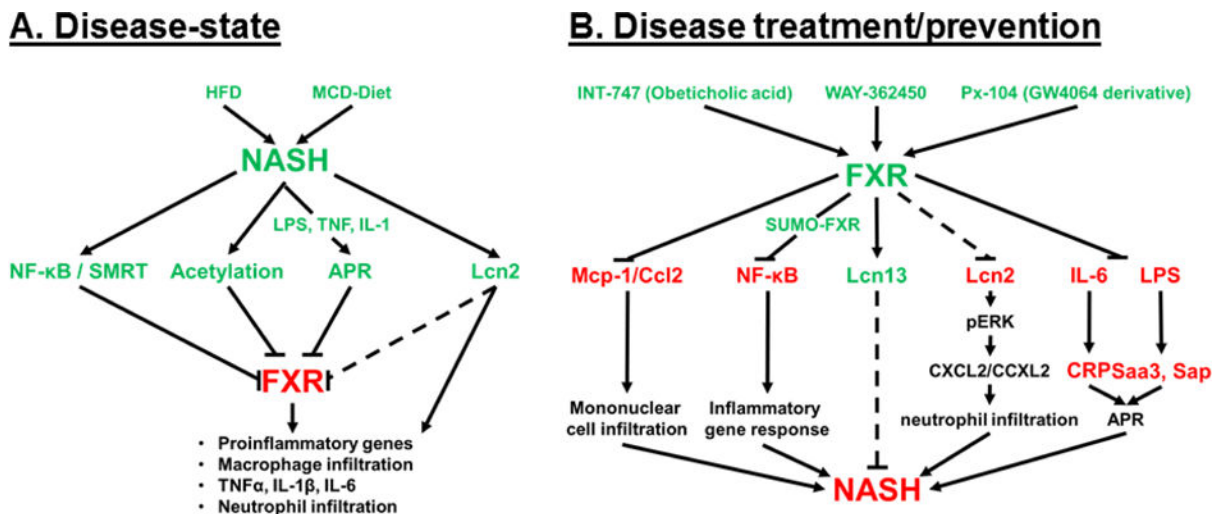 A. Disease-state
HFD MCD-Diet
NASH
LPS, TNF, IL-1
NF-κB / SMRT Acetylation APR Lcn2
FXR
• Proinflammatory genes
• Macrophage infiltration
• TNFα, IL-1β, IL-6
• Neutrophil infiltration
B. Disease treatment/prevention
INT-747 (Obeticholic acid) WAY-362450 Px-104 (GW4064 derivative)
FXR
SUMO-FXR
Mcp-1/Ccl2 NF-κB Lcn13 Lcn2 IL-6 LPS
pERK
CXCL2/CCXL2 CRPSaa3, Sap
Mononuclear
cell infiltration
Inflammatory
gene response
neutrophil infiltration APR
NASH